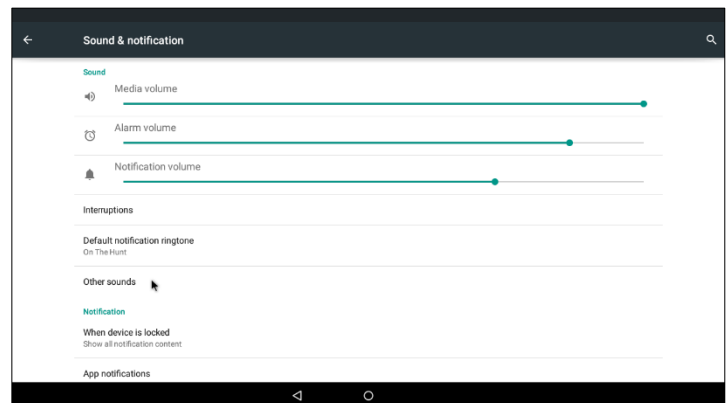 Sound & notification
Sound
Media volume
Alarm volume
Notification volume
Interruptions
Default notification ringtone
On The Hunt
Other sounds
Notification
When device is locked
Show all notification content
App notifications